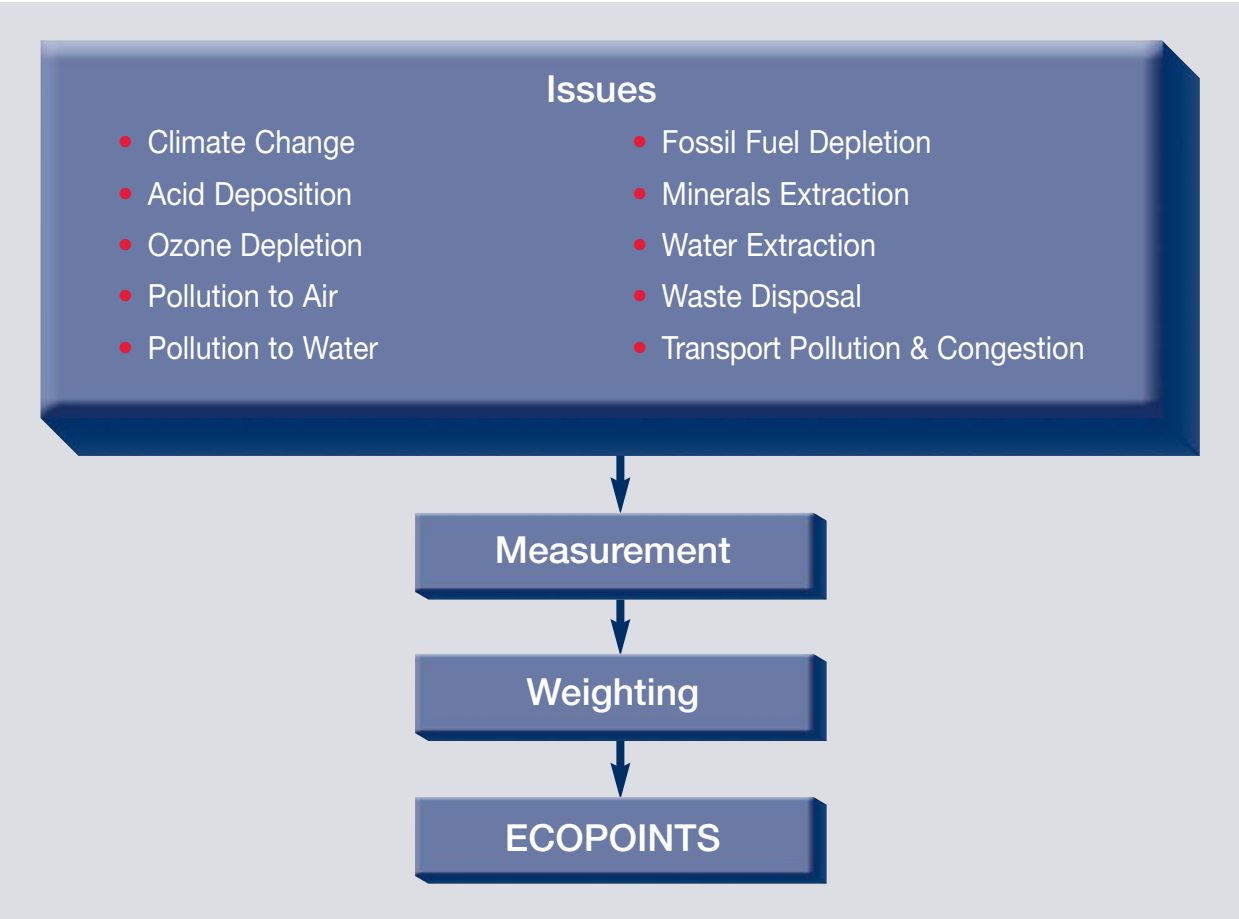 Issues
• Climate Change
• Acid Deposition
• Ozone Depletion
• Pollution to Air
• Pollution to Water
• Fossil Fuel Depletion
• Minerals Extraction
• Water Extraction
• Waste Disposal
• Transport Pollution & Congestion
Measurement
Weighting
ECOPOINTS